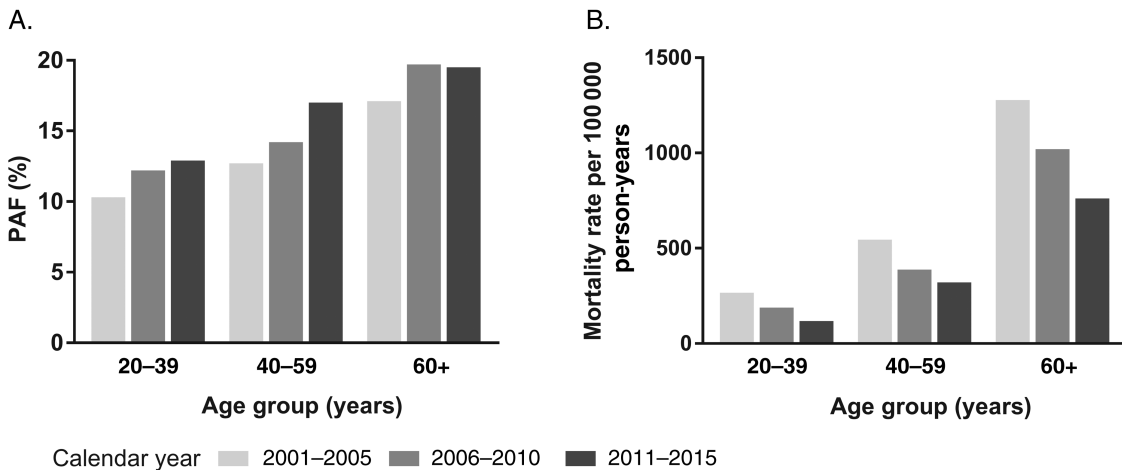 A.
PAF (%)
20
15
10
5
0
20–39
40–59
60+
Age group (years)
B.
Mortality rate per 100 000
person-years
1500
1000
500
0
20–39
40–59
60+
Age group (years)
Calendar year 2001–2005 2006–2010 2011–2015